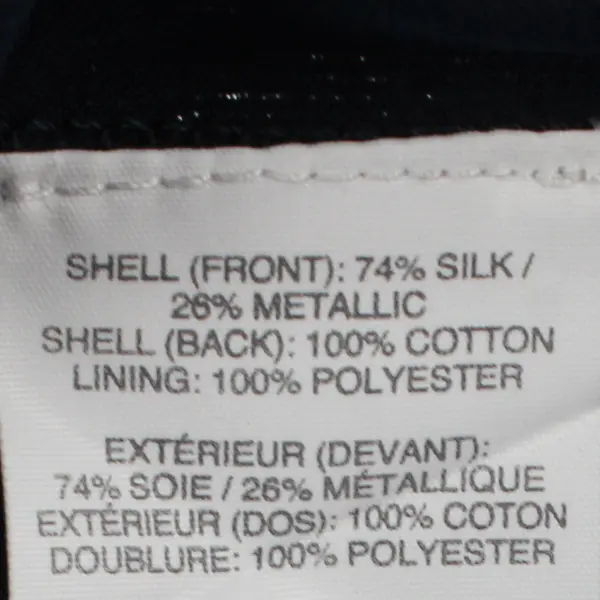 SHELL (FRONT): 74% SILK /
26% METALLIC
SHELL (BACK): 100% COTTON
LINING: 100% POLYESTER
EXTÉRIEUR (DEVANT):
74% SOIE / 26% MÉTALLIQUE
EXTÉRIEUR (DOS): 100% COTON
DOUBLURE: 100% POLYESTER